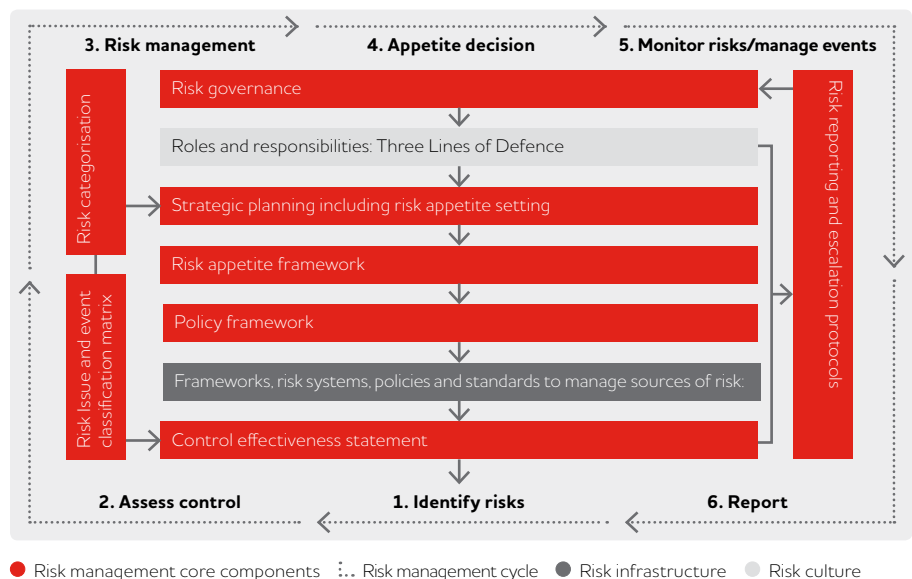 3. Risk management
4. Appetite decision
5. Monitor risks/manage events
Risk categorisation
Risk Issue and event
classification matrix
Risk governance
Roles and responsibilities: Three Lines of Defence
Strategic planning including risk appetite setting
Risk appetite framework
Policy framework
Frameworks, risk systems, policies and standards to manage sources of risk:
Control effectiveness statement
Risk reporting and escalation protocols
2. Assess control
1. Identify risks
6. Report
Risk management core components
Risk management cycle
Risk infrastructure
Risk culture